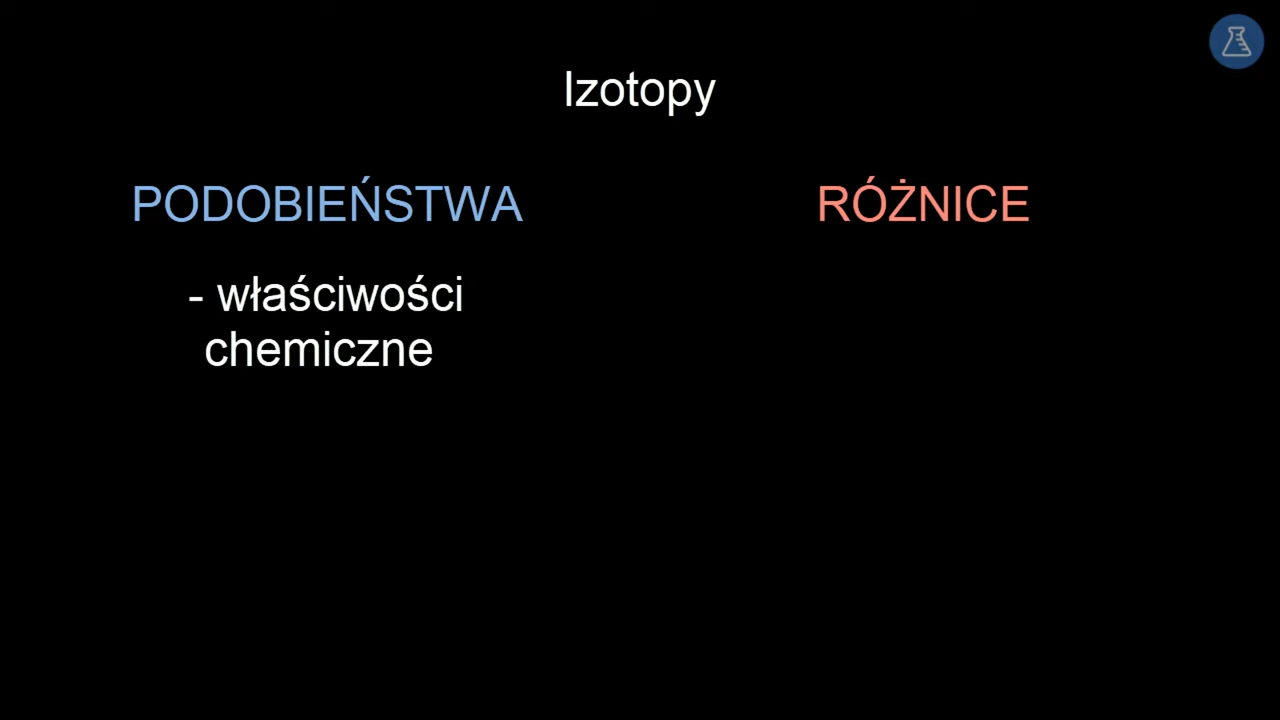 Izotopy
PODOBIEŃSTWA
RÓŻNICE
- właściwości
chemiczne